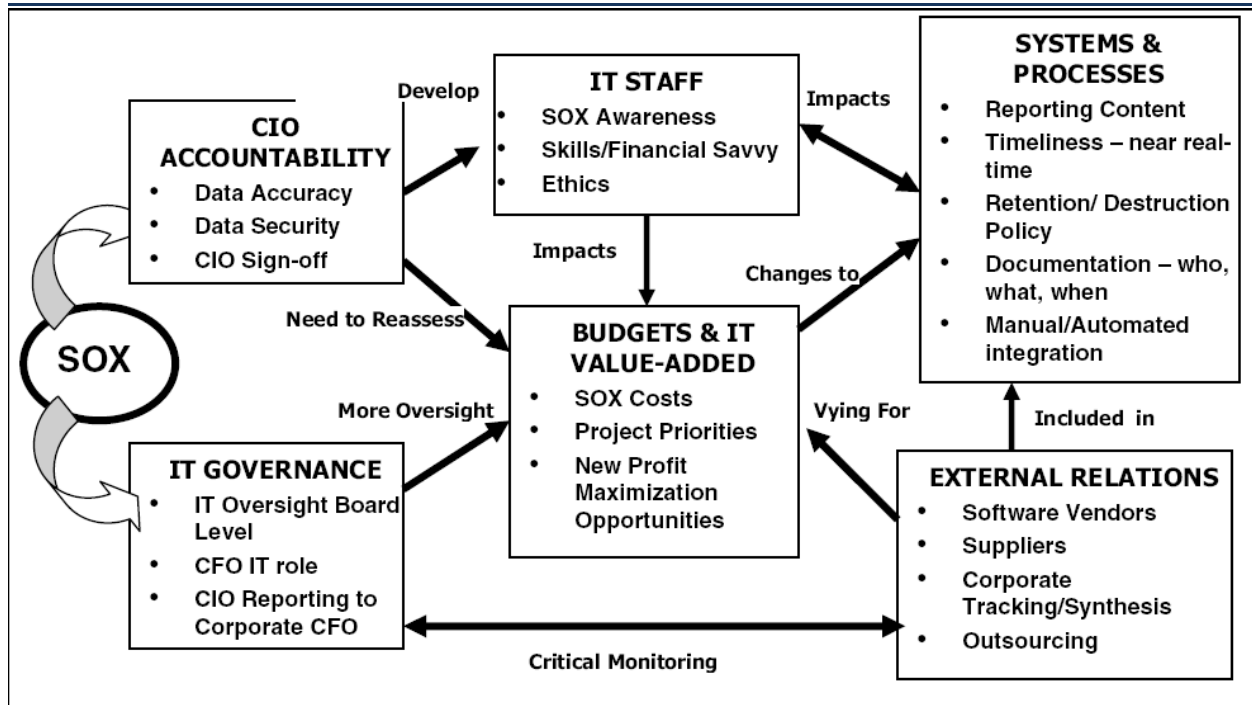 SOX
CIO
ACCOUNTABILITY
• Data Accuracy
• Data Security
• CIO Sign-off
Develop
Need to Reassess
IT GOVERNANCE
• IT Oversight Board
Level
• CFO IT role
• CIO Reporting to
Corporate CFO
More Oversight
IT STAFF
• SOX Awareness
• Skills/Financial Savvy
• Ethics
Impacts
Impacts
BUDGETS & IT
VALUE-ADDED
• SOX Costs
• Project Priorities
• New Profit
Maximization
Opportunities
Changes to
Vying For
Critical Monitoring
SYSTEMS &
PROCESSES
• Reporting Content
• Timeliness – near real-
time
• Retention/ Destruction
Policy
• Documentation – who,
what, when
• Manual/Automated
integration
Included in
EXTERNAL RELATIONS
• Software Vendors
• Suppliers
• Corporate
Tracking/Synthesis
• Outsourcing